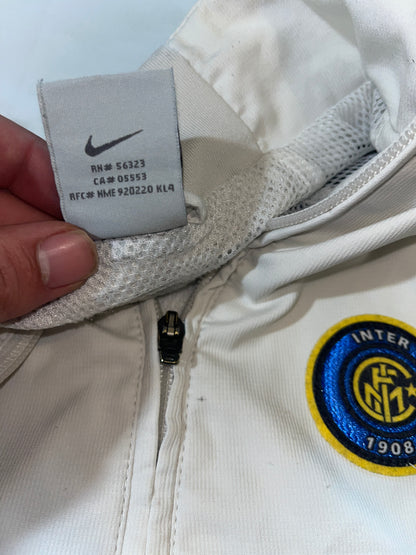 RN# 56323
CA# 05553
RFC# NME 920220 KL4
INTER
1908